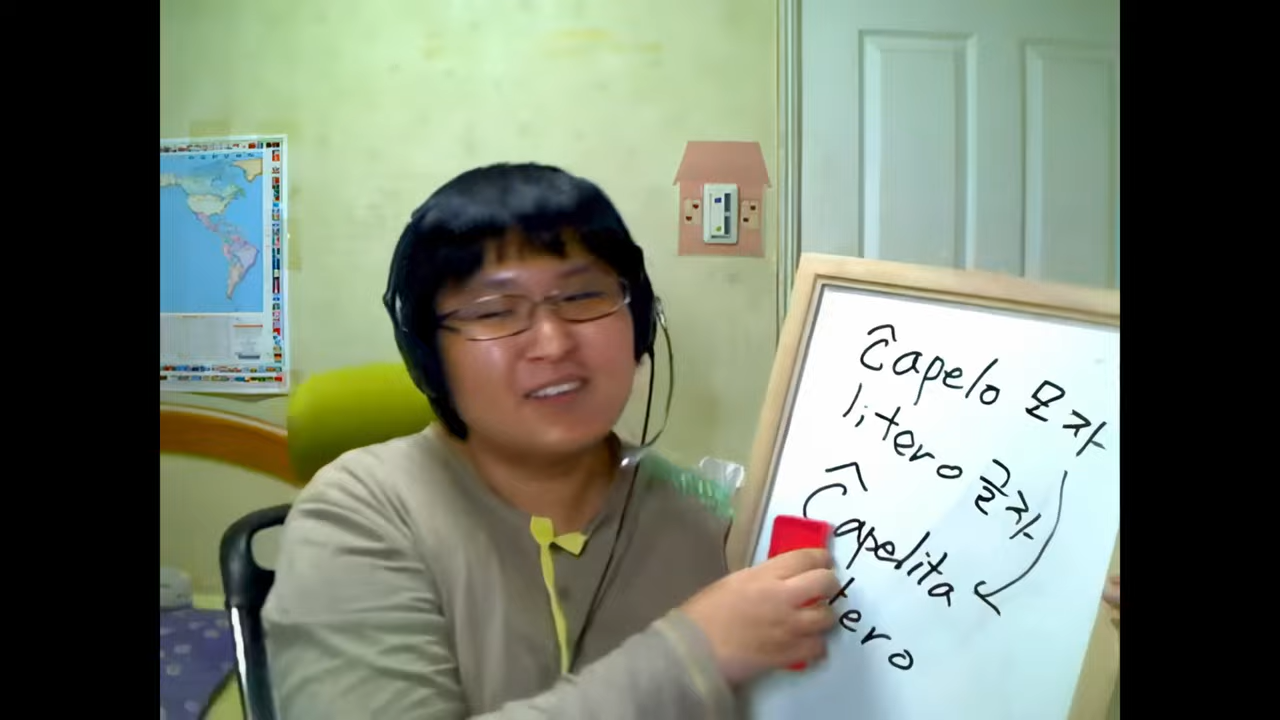 ĉapelo 모자
litero 글자
Ĉapelita
tero